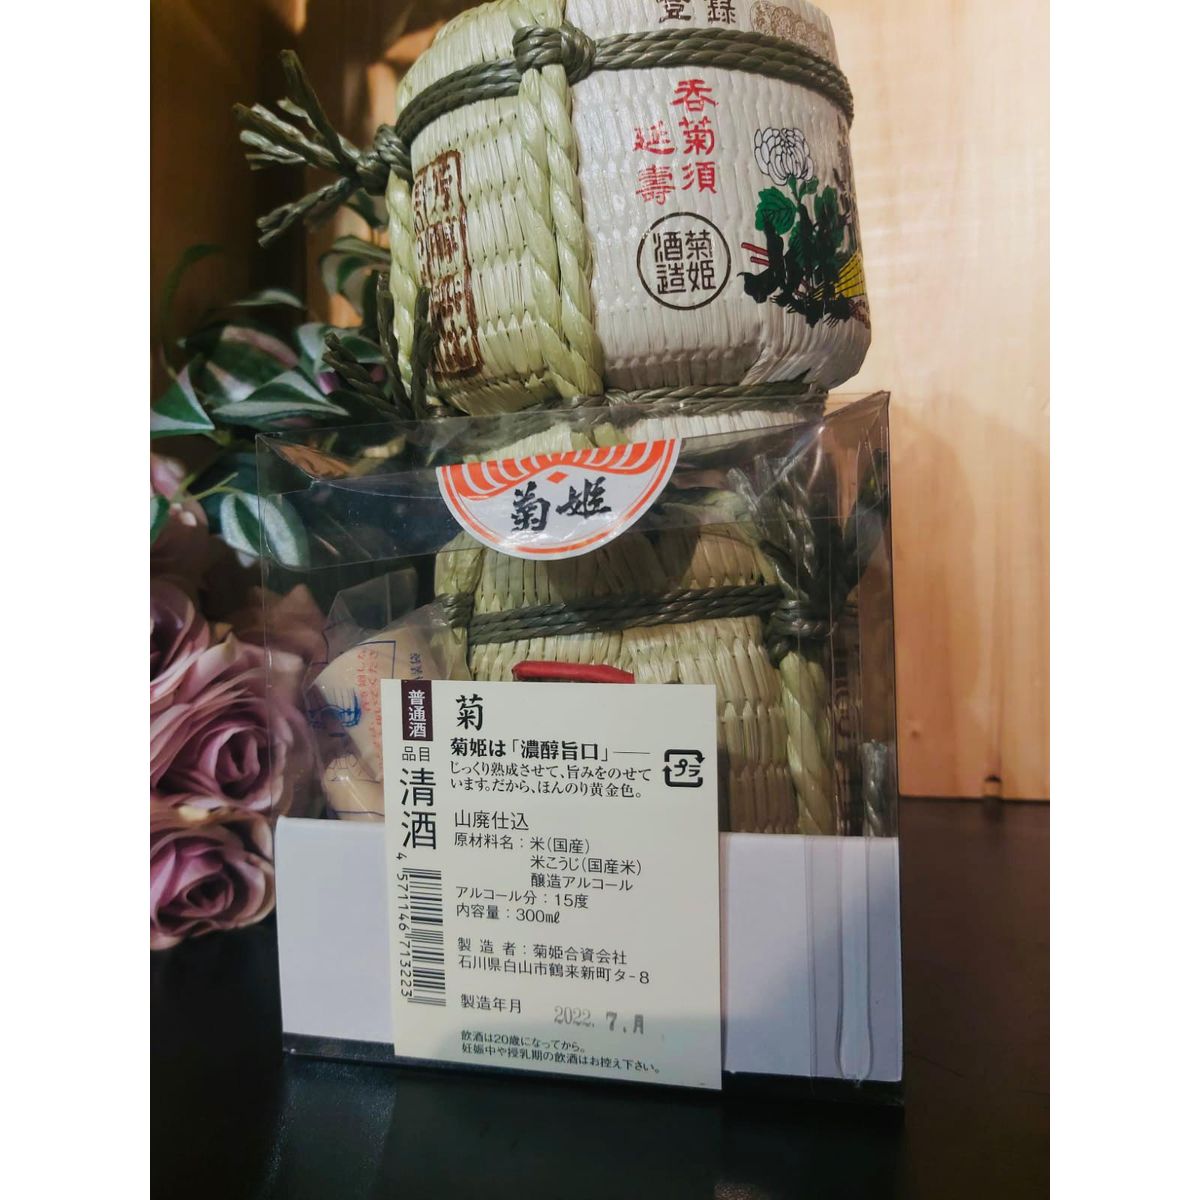 登録
呑菊須
延壽
菊姫
酒造
菊姫
普通酒
品目
清酒
菊
菊姫は「濃醇旨口」――
じっくり熟成させて、旨みをのせて
います。だから、ほんのり黄金色。
プラ
山廃仕込
原材料名：米（国産）
米こうじ（国産米）
醸造アルコール
アルコール分：15度
内容量：300㎖
製造者：菊姫合資会社
石川県白山市鶴来新町タ-8
製造年月 2022.7.月
飲酒は20歳になってから。
妊娠中や授乳期の飲酒はお控え下さい。
4571146713223